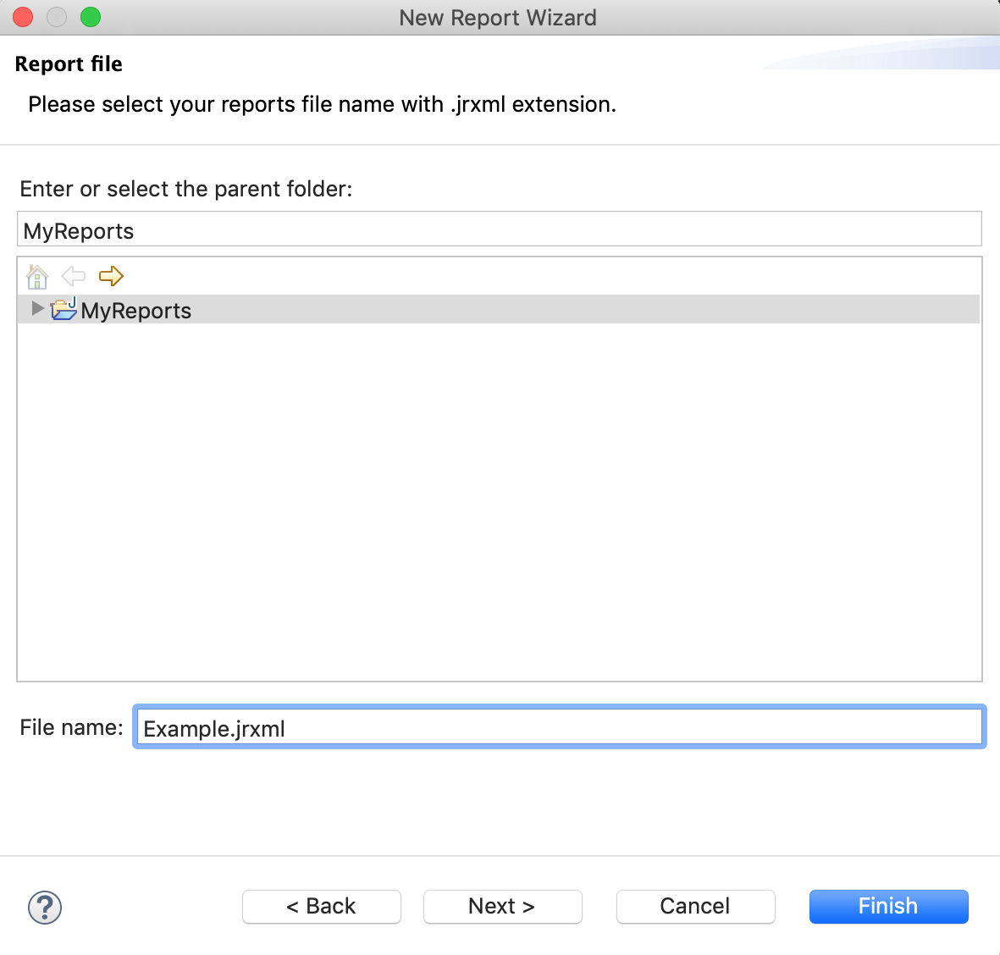 New Report Wizard
Report file
Please select your reports file name with .jrxml extension.
Enter or select the parent folder:
MyReports
MyReports
File name: Example.jrxml
? < Back Next > Cancel Finish